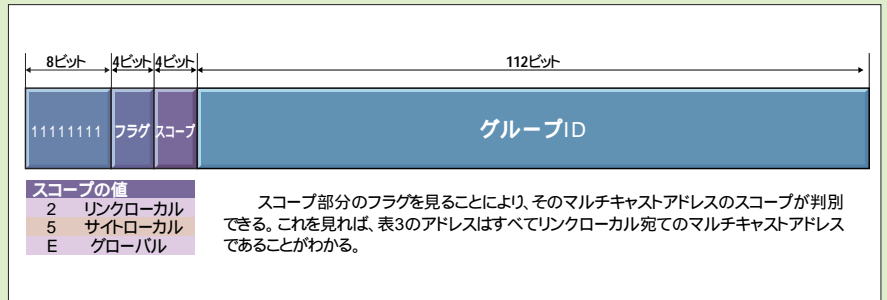 8ビット 4ビット 4ビット 112ビット
11111111 フラグ スコープ グループID
スコープの値
2 リンクローカル
5 サイトローカル
E グローバル
スコープ部分のフラグを見ることにより、そのマルチキャストアドレスのスコープが判別
できる。これを見れば、表3のアドレスはすべてリンクローカル宛てのマルチキャストアドレス
であることがわかる。